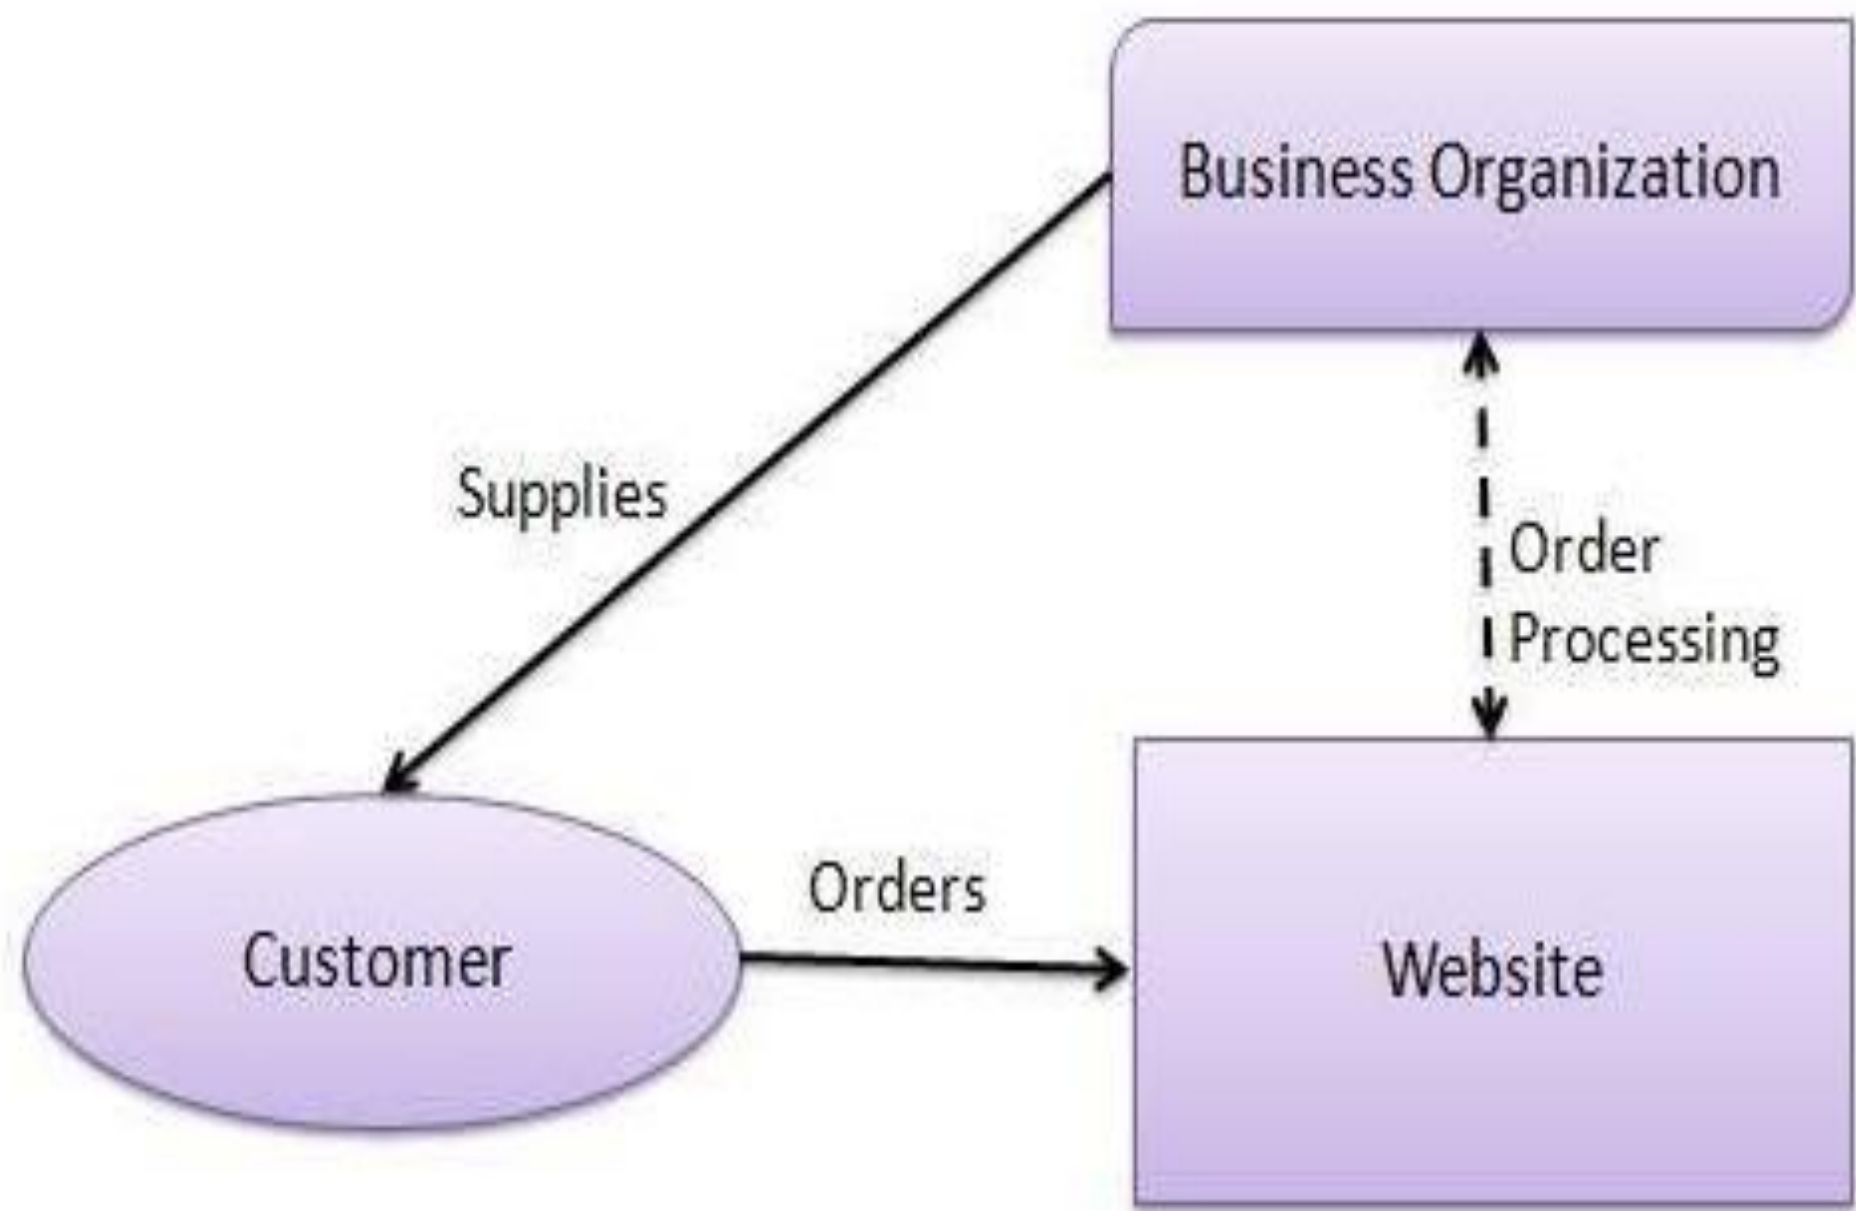 Business Organization
Supplies
Order
Processing
Orders
Customer
Website